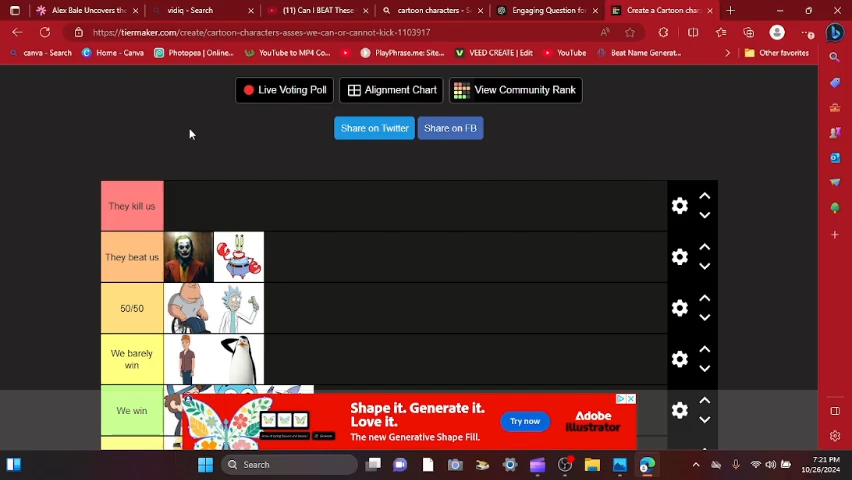 Alex Bale Uncovers the
vidiq - Search
(11) Can I BEAT These
cartoon characters - S
Engaging Question for
Create a Cartoon char
https://tiermaker.com/create/cartoon-characters-asses-we-can-or-cannot-kick-1103917
canva - Search
Home - Canva
Photopea | Online...
YouTube to MP4 Co...
PlayPhrase.me: Site...
VEED CREATE | Edit
YouTube
Beat Name Generat...
Other favorites
Live Voting Poll
Alignment Chart
View Community Rank
Share on Twitter
Share on FB
They kill us
They beat us
50/50
We barely
win
We win
Shape it. Generate it.
Love it.
The new Generative Shape Fill.
Try now
Adobe
Illustrator
Search
7:21 PM
10/26/2024